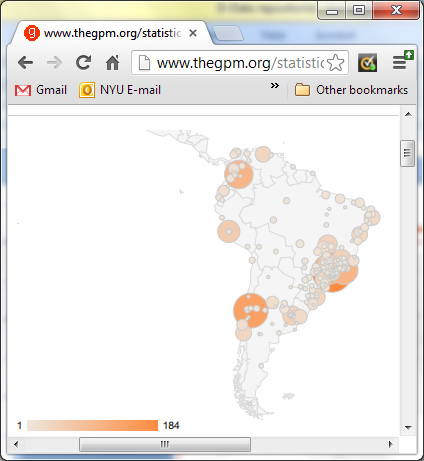 www.thegpm.org/statistic
www.thegpm.org/statistic
Gmail
NYU E-mail
»
Other bookmarks
1
184